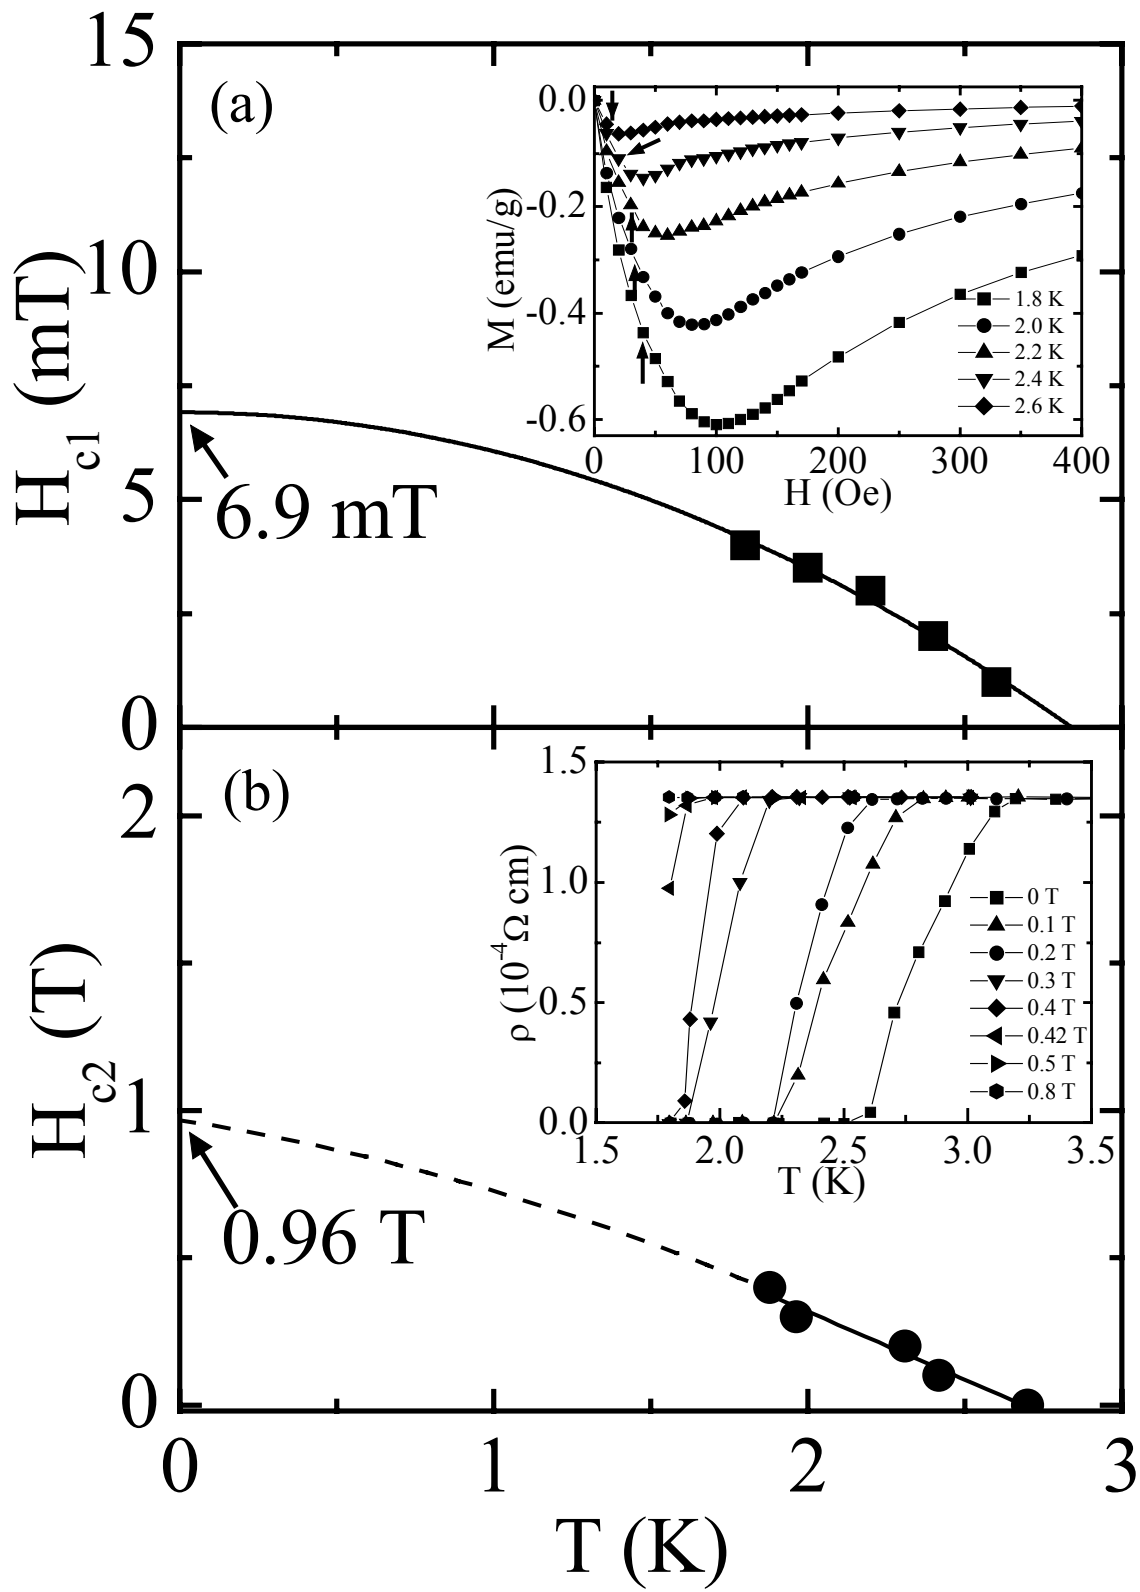 15
10
5
0
H_c1 (mT)
(a)
6.9 mT
0.0
-0.2
-0.4
-0.6
M (emu/g)
1.8 K
2.0 K
2.2 K
2.4 K
2.6 K
0 100 200 300 400
H (Oe)
2
1
0
H_c2 (T)
(b)
0.96 T
1.5
1.0
0.5
0.0
ρ (10⁻⁴Ω cm)
0 T
0.1 T
0.2 T
0.3 T
0.4 T
0.42 T
0.5 T
0.8 T
1.5 2.0 2.5 3.0 3.5
T (K)
0 1 2 3
T (K)